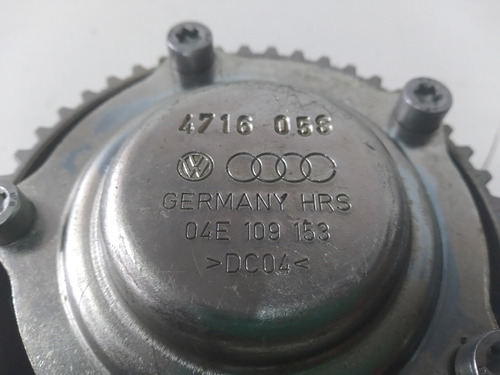 4716 058
GERMANY HRS
04E 109 153
>DC04<